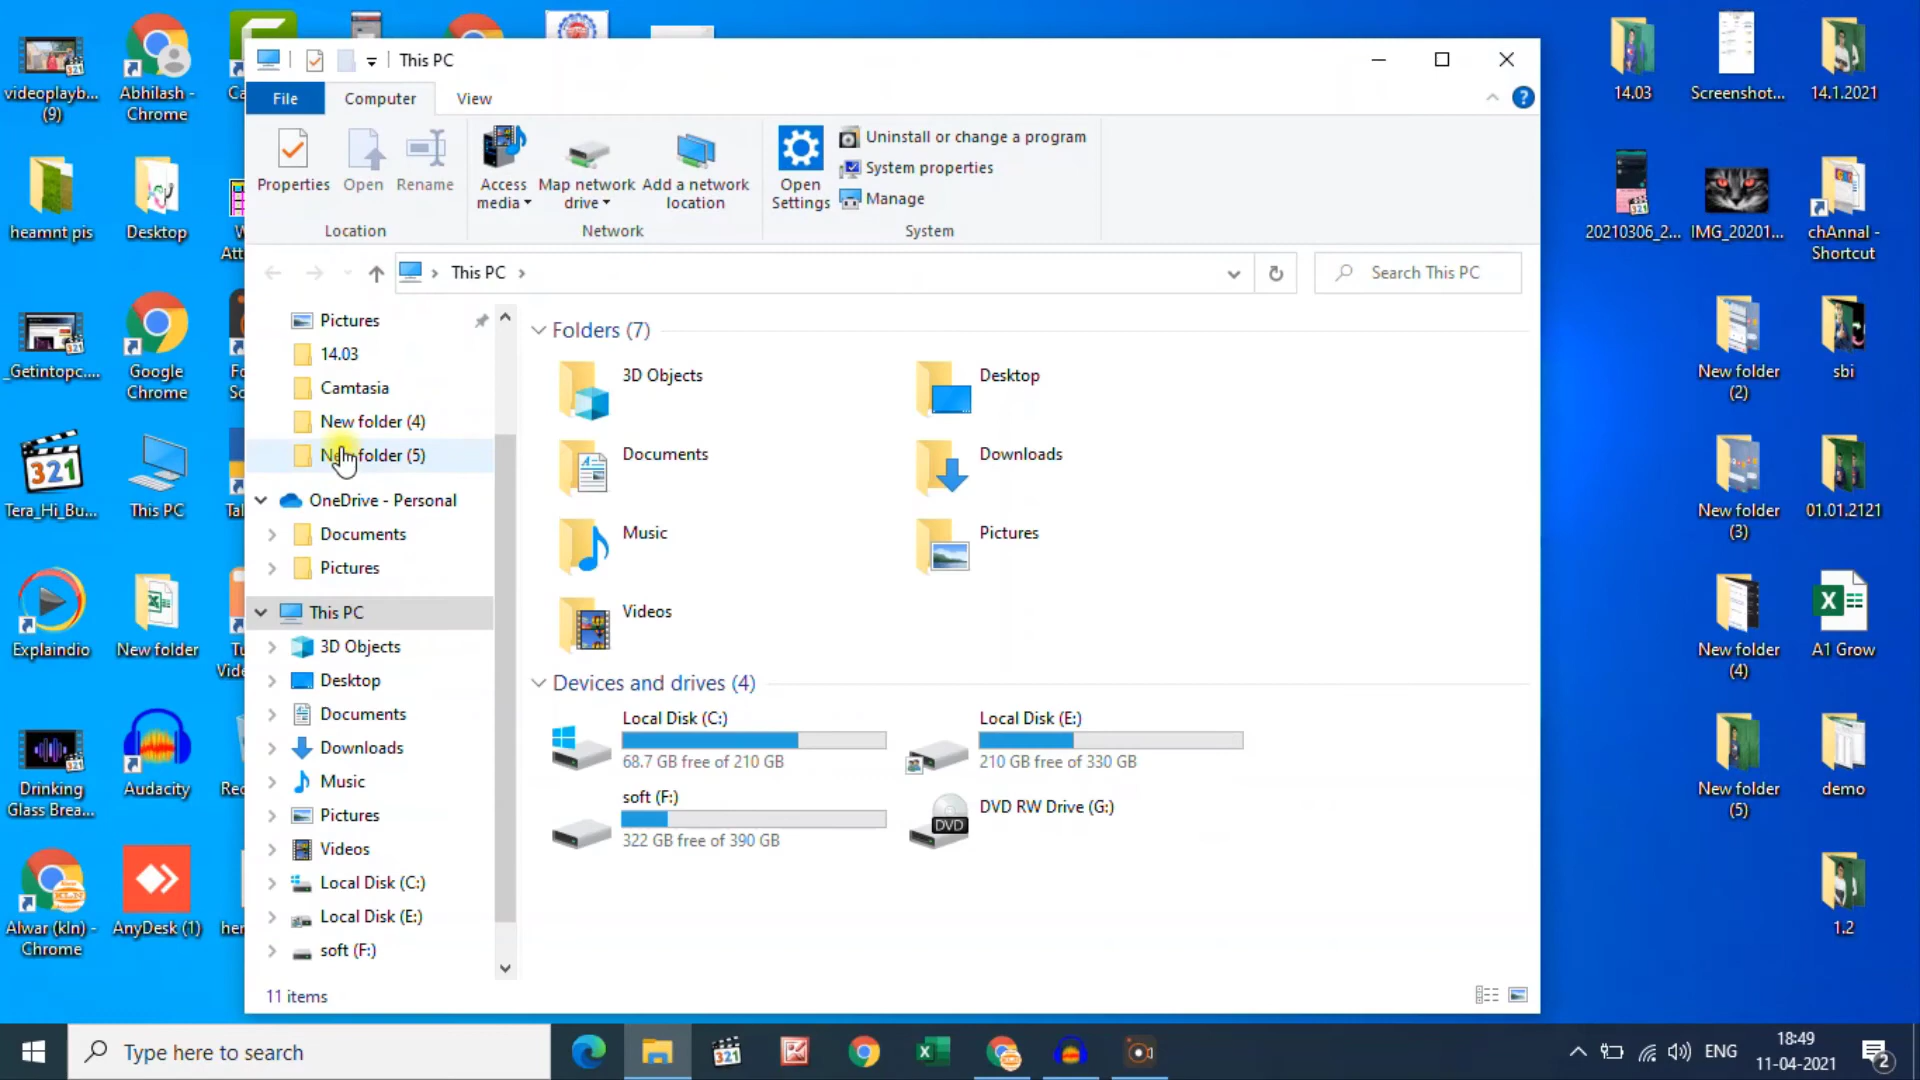 This PC
File
Computer
View
Properties
Open
Rename
Access
media
Map network
drive
Add a network
location
Open
Settings
Uninstall or change a program
System properties
Manage
Location
Network
System
This PC
Search This PC
Pictures
14.03
Camtasia
New folder (4)
New folder (5)
OneDrive - Personal
Documents
Pictures
This PC
3D Objects
Desktop
Documents
Downloads
Music
Pictures
Videos
Local Disk (C:)
Local Disk (E:)
soft (F:)
Folders (7)
3D Objects
Desktop
Documents
Downloads
Music
Pictures
Videos
Devices and drives (4)
Local Disk (C:)
68.7 GB free of 210 GB
Local Disk (E:)
210 GB free of 330 GB
soft (F:)
322 GB free of 390 GB
DVD RW Drive (G:)
DVD
11 items
videoplayb...
(9)
Abhilash -
Chrome
heamnt pis
Desktop
_Getintopc....
Google
Chrome
Tera_Hi_Bu...
This PC
Explaindio
New folder
Drinking
Glass Brea...
Audacity
Alwar (kln) -
Chrome
AnyDesk (1)
14.03
Screenshot...
14.1.2021
20210306_2...
IMG_20201...
chAnnal -
Shortcut
New folder
(2)
sbi
New folder
(3)
01.01.2121
New folder
(4)
A1 Grow
New folder
(5)
demo
1.2
Type here to search
321
ENG
18:49
11-04-2021
2